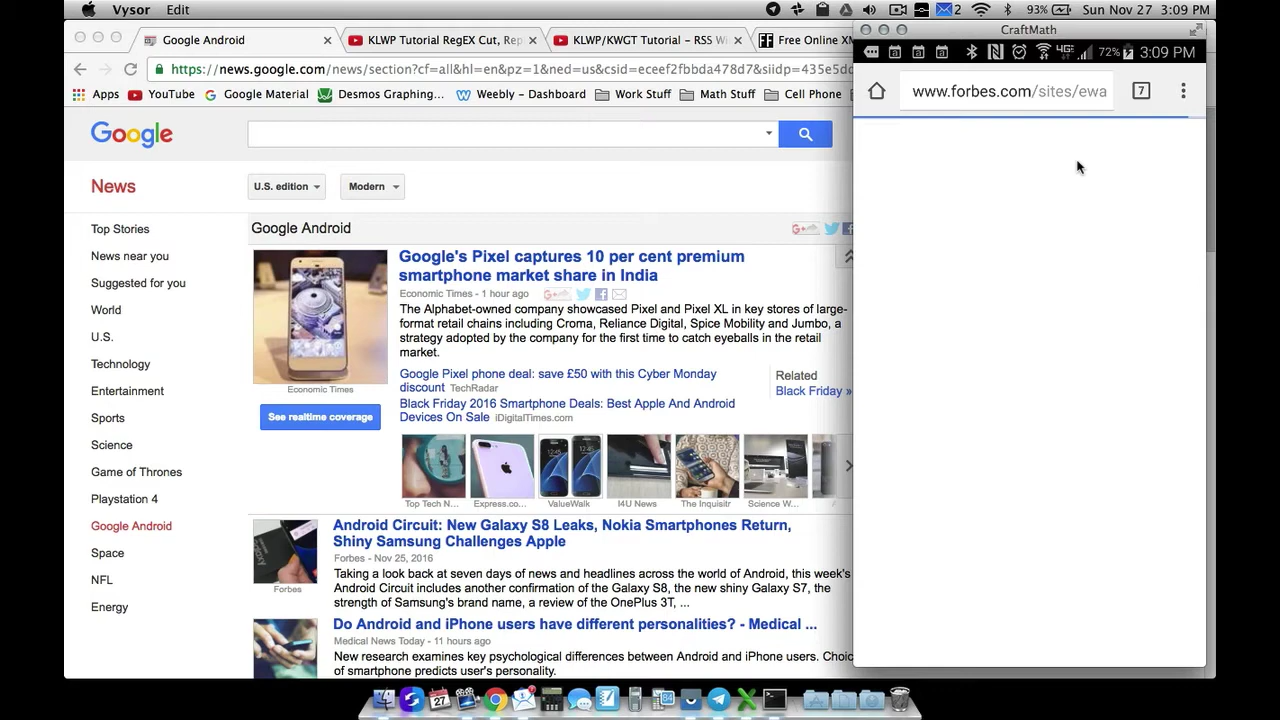 Vysor Edit
2 93% Sun Nov 27 3:09 PM
Google Android
KLWP Tutorial RegEX Cut, Rep
KLWP/KWGT Tutorial – RSS W
Free Online XM
https://news.google.com/news/section?cf=all&hl=en&pz=1&ned=us&csid=eceef2fbbda478d7&siidp=435e5dd
Apps YouTube Google Material Desmos Graphing... Weebly - Dashboard Work Stuff Math Stuff Cell Phone
Google
News
U.S. edition
Modern
Top Stories
News near you
Suggested for you
World
U.S.
Technology
Entertainment
Sports
Science
Game of Thrones
Playstation 4
Google Android
Space
NFL
Energy
Google Android
Google's Pixel captures 10 per cent premium
smartphone market share in India
Economic Times - 1 hour ago
The Alphabet-owned company showcased Pixel and Pixel XL in key stores of large-
format retail chains including Croma, Reliance Digital, Spice Mobility and Jumbo, a
strategy adopted by the company for the first time to catch eyeballs in the retail
market.
Economic Times
See realtime coverage
Google Pixel phone deal: save £50 with this Cyber Monday
discount TechRadar
Black Friday 2016 Smartphone Deals: Best Apple And Android
Devices On Sale iDigitalTimes.com
Related
Black Friday »
Top Tech N... Express.co... ValueWalk I4U News The Inquisitr Science W...
Android Circuit: New Galaxy S8 Leaks, Nokia Smartphones Return,
Shiny Samsung Challenges Apple
Forbes - Nov 25, 2016
Taking a look back at seven days of news and headlines across the world of Android, this week's
Android Circuit includes another confirmation of the Galaxy S8, the new shiny Galaxy S7, the
strength of Samsung's brand name, a review of the OnePlus 3T, ...
Forbes
Do Android and iPhone users have different personalities? - Medical ...
Medical News Today - 11 hours ago
New research examines key psychological differences between Android and iPhone users. Choic
of smartphone predicts user's personality.
CraftMath
4G 72% 3:09 PM
www.forbes.com/sites/ewa
7